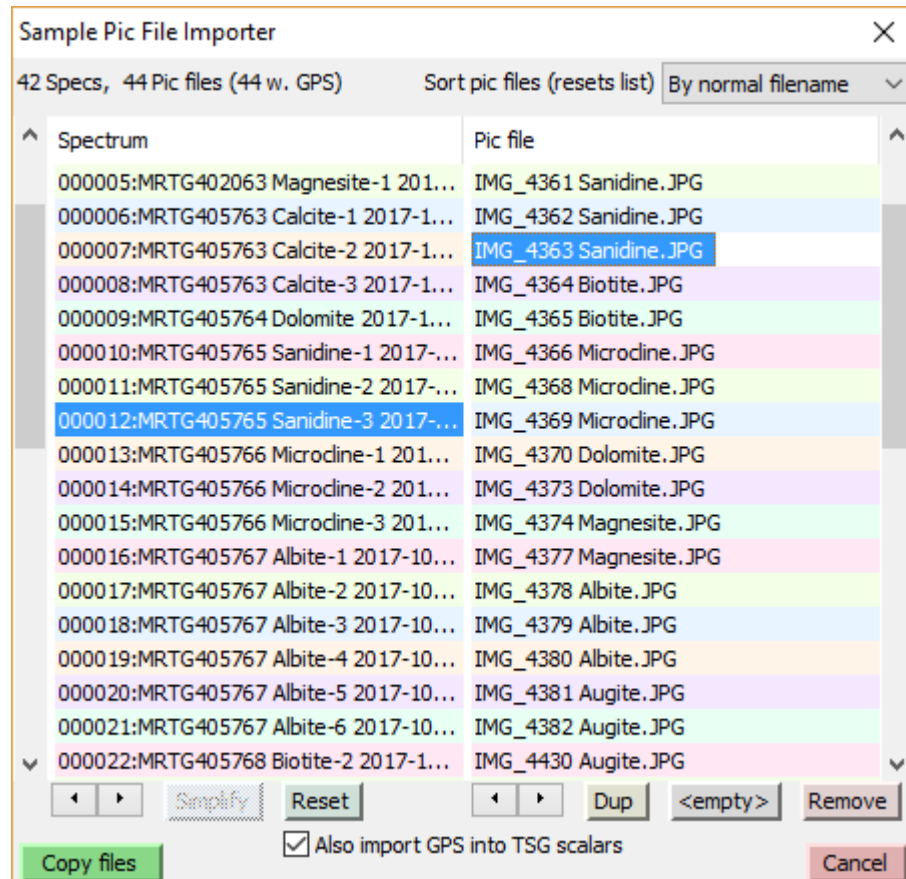 Sample Pic File Importer
42 Specs, 44 Pic files (44 w. GPS) Sort pic files (resets list) By normal filename
Spectrum Pic file
000005:MRTG402063 Magnesite-1 201... IMG_4361 Sanidine.JPG
000006:MRTG405763 Calcite-1 2017-1... IMG_4362 Sanidine.JPG
000007:MRTG405763 Calcite-2 2017-1... IMG_4363 Sanidine.JPG
000008:MRTG405763 Calcite-3 2017-1... IMG_4364 Biotite.JPG
000009:MRTG405764 Dolomite 2017-1... IMG_4365 Biotite.JPG
000010:MRTG405765 Sanidine-1 2017-... IMG_4366 Microcline.JPG
000011:MRTG405765 Sanidine-2 2017-... IMG_4368 Microcline.JPG
000012:MRTG405765 Sanidine-3 2017-... IMG_4369 Microcline.JPG
000013:MRTG405766 Microcline-1 201... IMG_4370 Dolomite.JPG
000014:MRTG405766 Microcline-2 201... IMG_4373 Dolomite.JPG
000015:MRTG405766 Microcline-3 201... IMG_4374 Magnesite.JPG
000016:MRTG405767 Albite-1 2017-10... IMG_4377 Magnesite.JPG
000017:MRTG405767 Albite-2 2017-10... IMG_4378 Albite.JPG
000018:MRTG405767 Albite-3 2017-10... IMG_4379 Albite.JPG
000019:MRTG405767 Albite-4 2017-10... IMG_4380 Albite.JPG
000020:MRTG405767 Albite-5 2017-10... IMG_4381 Augite.JPG
000021:MRTG405767 Albite-6 2017-10... IMG_4382 Augite.JPG
000022:MRTG405768 Biotite-2 2017-1... IMG_4430 Augite.JPG
Simplify Reset Dup <empty> Remove
Also import GPS into TSG scalars
Copy files Cancel